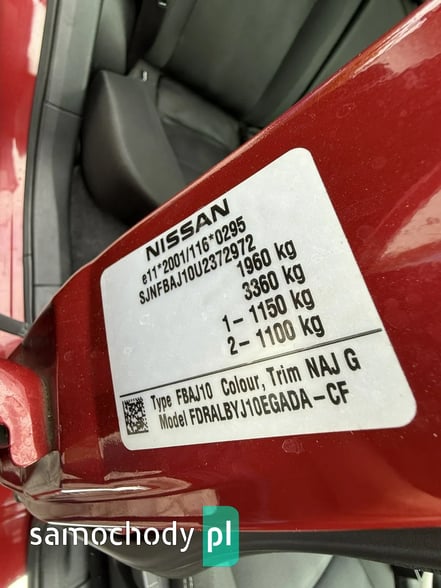 NISSAN
e11*2001/116*0295
SJNFBAJ10U2372972
1960 kg
3360 kg
1- 1150 kg
2- 1100 kg
Type FBAJ10 Colour, Trim NAJ G
Model FDRALBYJ10EGADA-CF
samochody pl